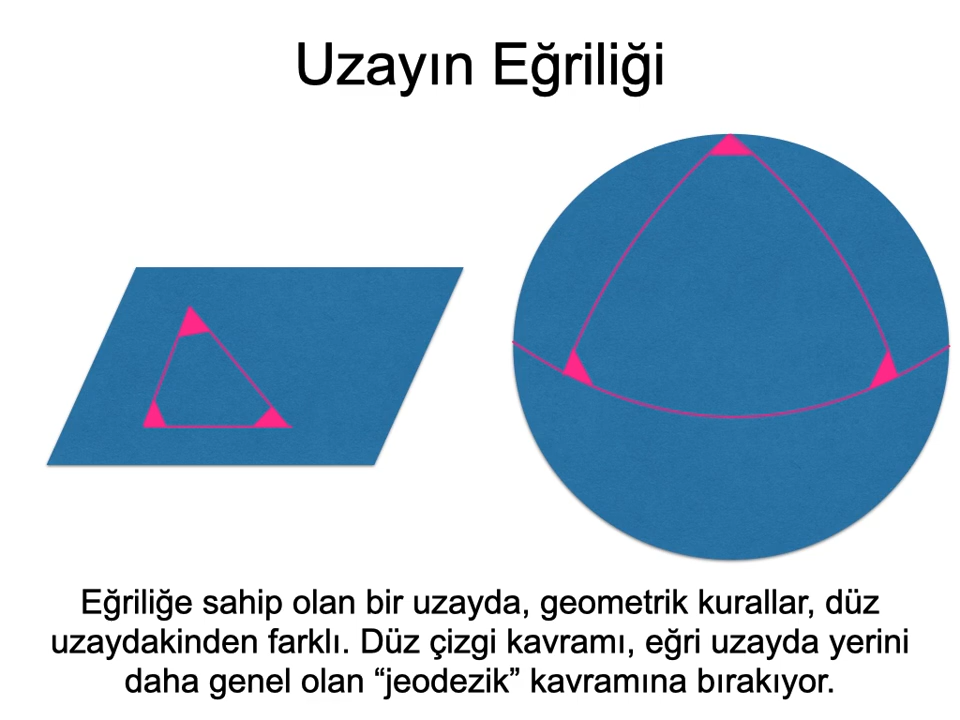 Uzayın Eğriliği
Eğriliğe sahip olan bir uzayda, geometrik kurallar, düz
uzaydakinden farklı. Düz çizgi kavramı, eğri uzayda yerini
daha genel olan “jeodezik” kavramına bırakıyor.